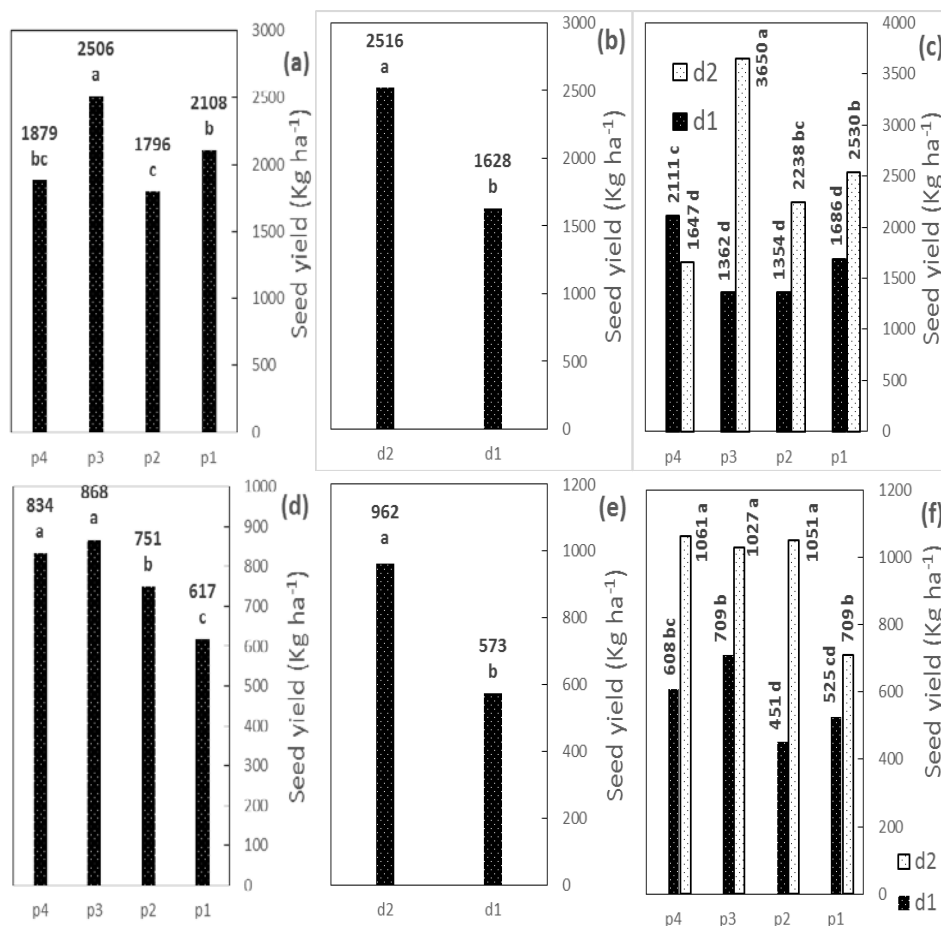 (a)
2506
a
2108
b
1879
bc
1796
c
3000
2500
2000
1500
1000
500
0
Seed yield (Kg ha⁻¹)
p4 p3 p2 p1
(b)
2516
a
1628
b
3000
2500
2000
1500
1000
500
0
Seed yield (Kg ha⁻¹)
d2 d1
(c)
d2
d1
2111 c
1647 d
1362 d
3650 a
1354 d
2238 bc
1686 d
2530 b
4000
3500
3000
2500
2000
1500
1000
500
0
Seed yield (Kg ha⁻¹)
p4 p3 p2 p1
(d)
834
a
868
a
751
b
617
c
1000
900
800
700
600
500
400
300
200
100
0
Seed yield (Kg ha⁻¹)
p4 p3 p2 p1
(e)
962
a
573
b
1200
1000
800
600
400
200
0
Seed yield (Kg ha⁻¹)
d2 d1
(f)
608 bc
1061 a
709 b
1027 a
451 d
1051 a
525 cd
709 b
1200
1000
800
600
400
200
0
Seed yield (Kg ha⁻¹)
p4 p3 p2 p1
d2
d1